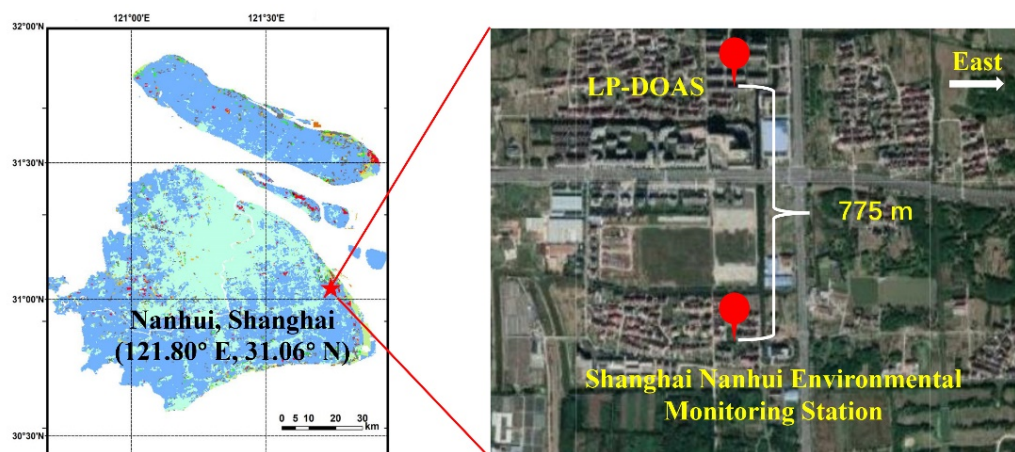 121°00'E
121°30'E
32°00'N
31°30'N
31°00'N
30°30'N
Nanhui, Shanghai
(121.80° E, 31.06° N)
0 5 10 20 30
km
LP-DOAS
East
775 m
Shanghai Nanhui Environmental
Monitoring Station